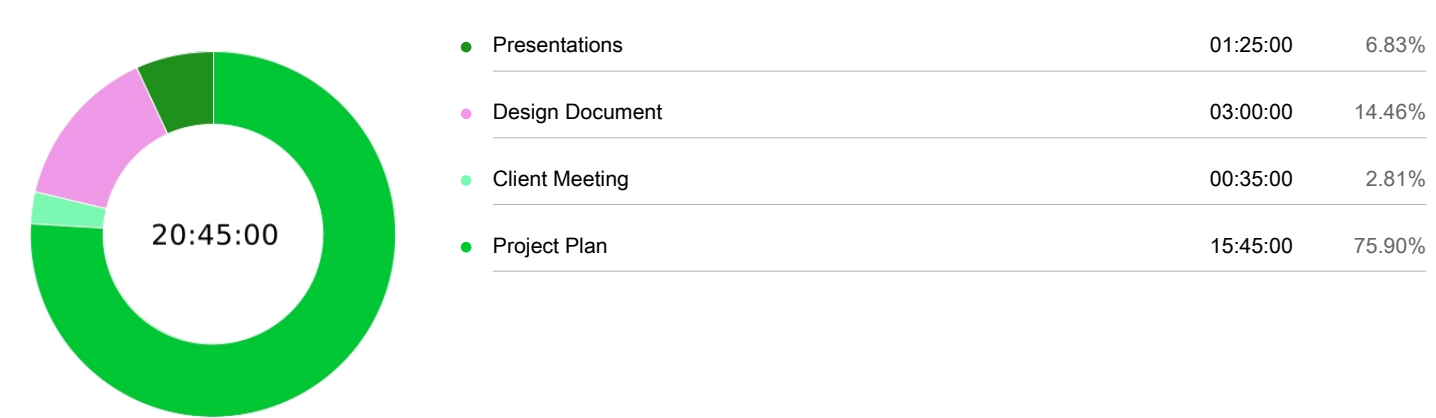 Presentations 01:25:00 6.83%
Design Document 03:00:00 14.46%
Client Meeting 00:35:00 2.81%
20:45:00
Project Plan 15:45:00 75.90%